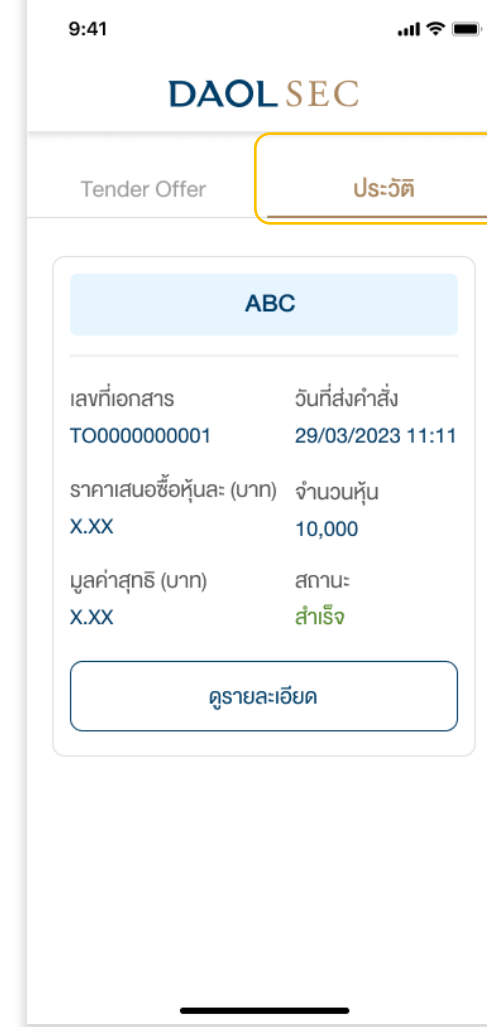 9:41
DAOL SEC
Tender Offer ประวัติ
ABC
เลขที่เอกสาร วันที่ส่งคำสั่ง
TO0000000001 29/03/2023 11:11
ราคาเสนอซื้อหุ้นละ (บาท) จำนวนหุ้น
X.XX 10,000
มูลค่าสุทธิ (บาท) สถานะ
X.XX สำเร็จ
ดูรายละเอียด